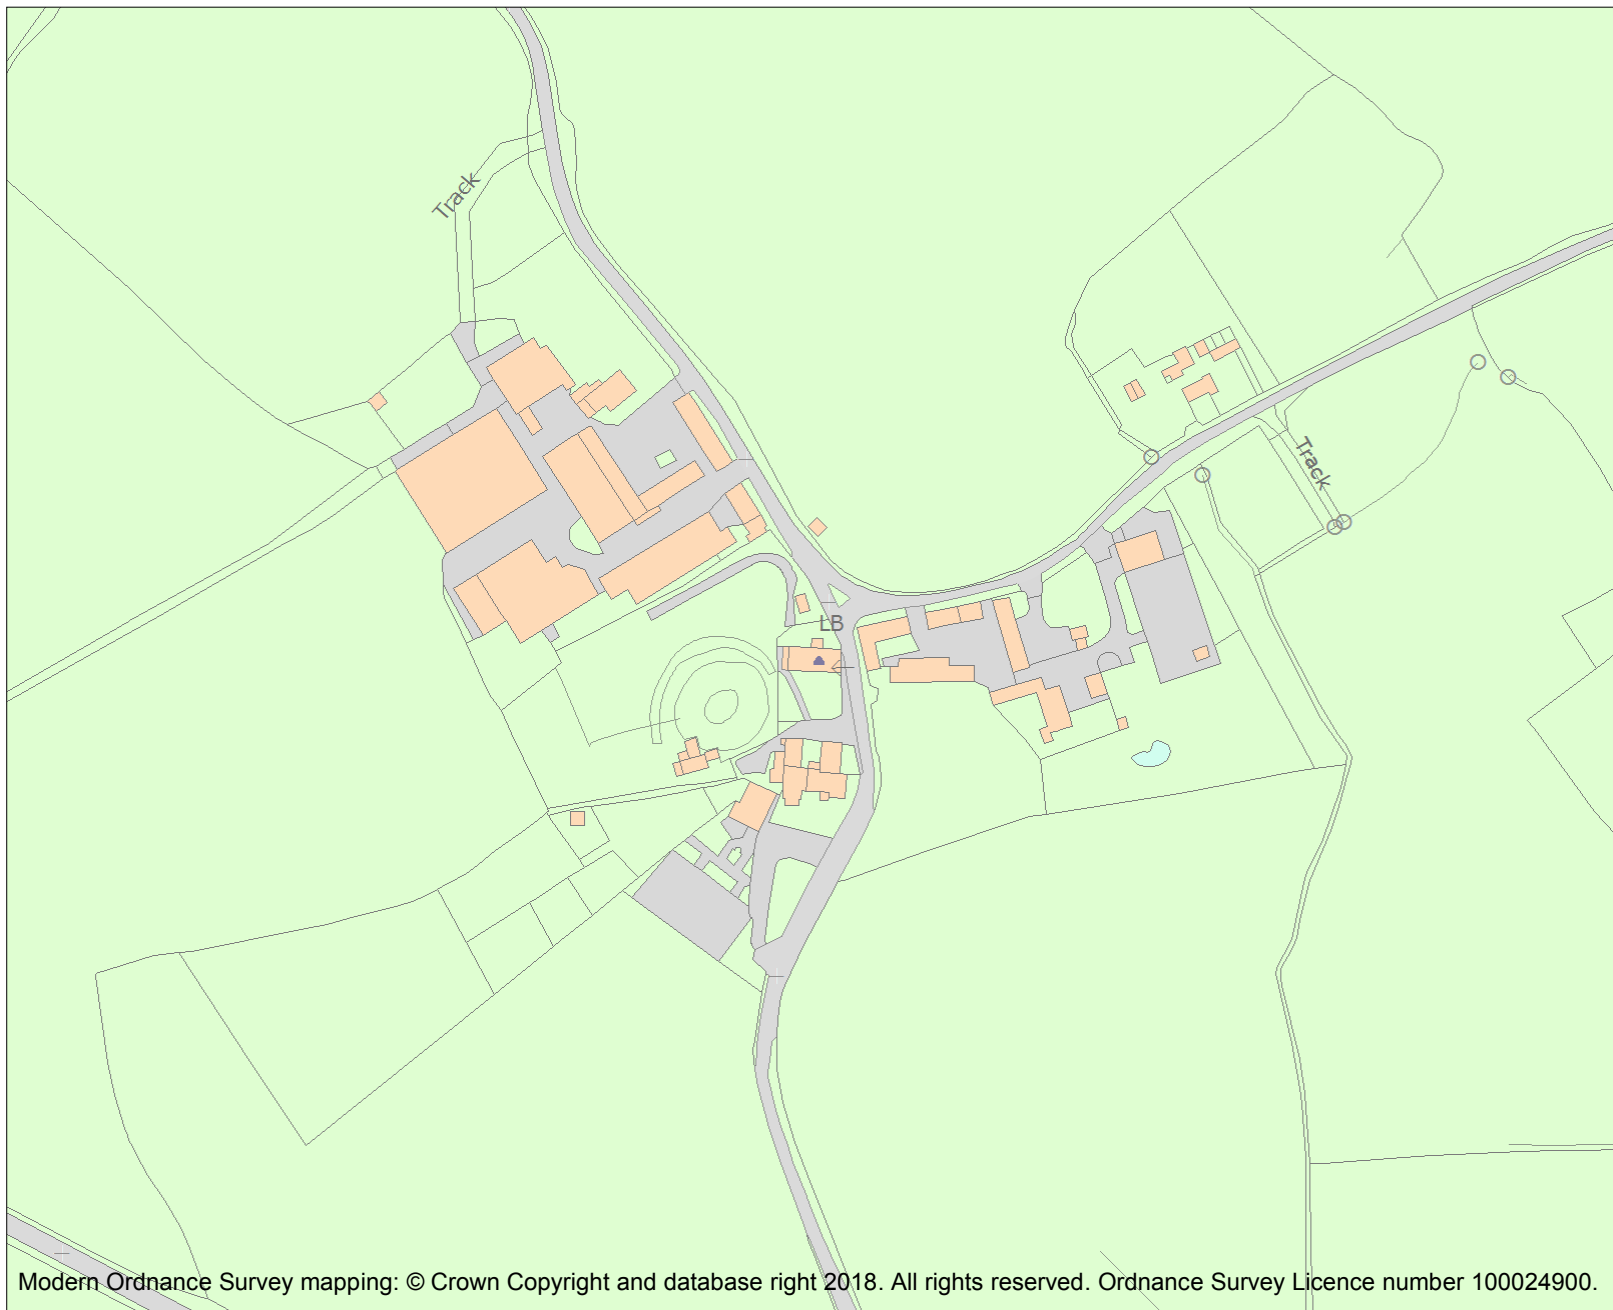 Track
Track
LB
Modern Ordnance Survey mapping: © Crown Copyright and database right 2018. All rights reserved. Ordnance Survey Licence number 100024900.